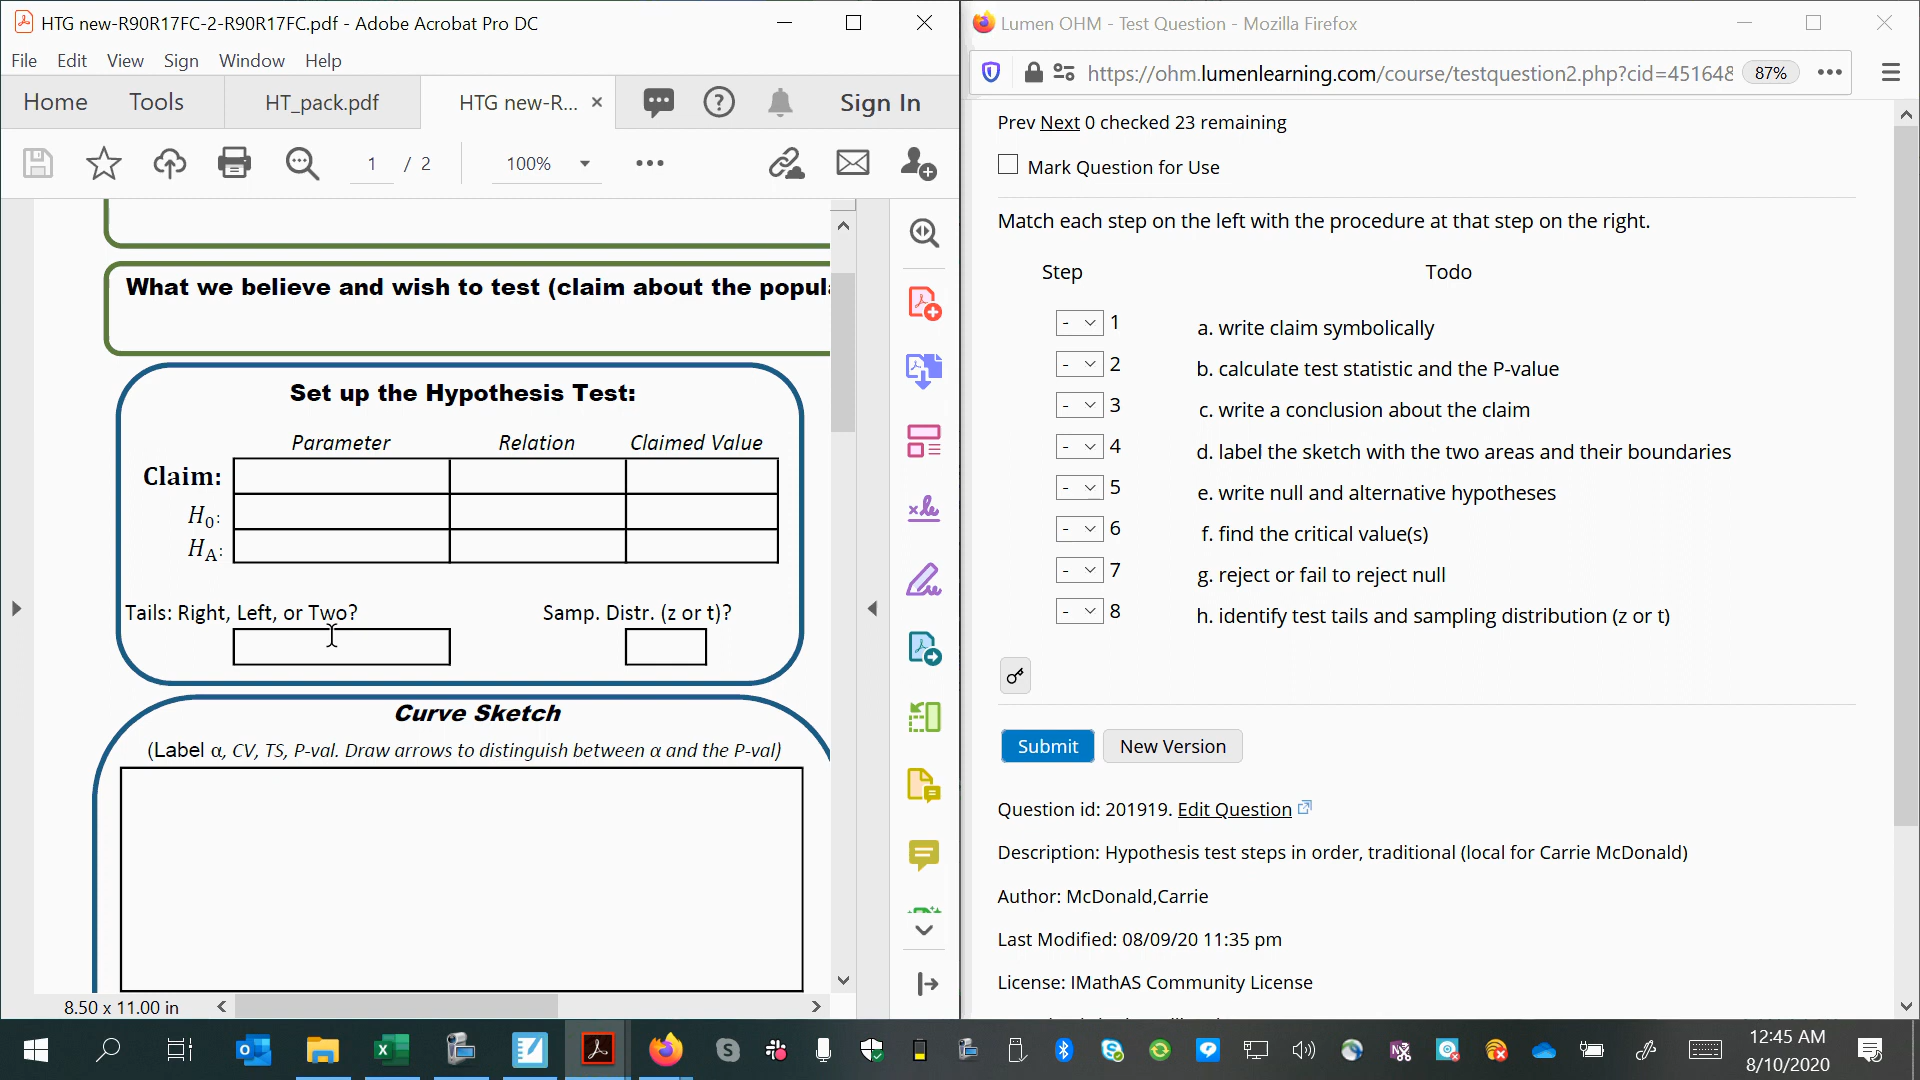 HTG new-R90R17FC-2-R90R17FC.pdf - Adobe Acrobat Pro DC
File Edit View Sign Window Help
Home Tools HT_pack.pdf HTG new-R... × Sign In
1 / 2 100%
What we believe and wish to test (claim about the popul
Set up the Hypothesis Test:
Parameter Relation Claimed Value
Claim:
H₀:
H_A:
Tails: Right, Left, or Two? Samp. Distr. (z or t)?
Curve Sketch
(Label α, CV, TS, P-val. Draw arrows to distinguish between α and the P-val)
8.50 x 11.00 in
Lumen OHM - Test Question - Mozilla Firefox
https://ohm.lumenlearning.com/course/testquestion2.php?cid=45164 87%
Prev Next 0 checked 23 remaining
Mark Question for Use
Match each step on the left with the procedure at that step on the right.
Step Todo
- 1 a. write claim symbolically
- 2 b. calculate test statistic and the P-value
- 3 c. write a conclusion about the claim
- 4 d. label the sketch with the two areas and their boundaries
- 5 e. write null and alternative hypotheses
- 6 f. find the critical value(s)
- 7 g. reject or fail to reject null
- 8 h. identify test tails and sampling distribution (z or t)
Submit New Version
Question id: 201919. Edit Question
Description: Hypothesis test steps in order, traditional (local for Carrie McDonald)
Author: McDonald,Carrie
Last Modified: 08/09/20 11:35 pm
License: IMathAS Community License
12:45 AM
8/10/2020